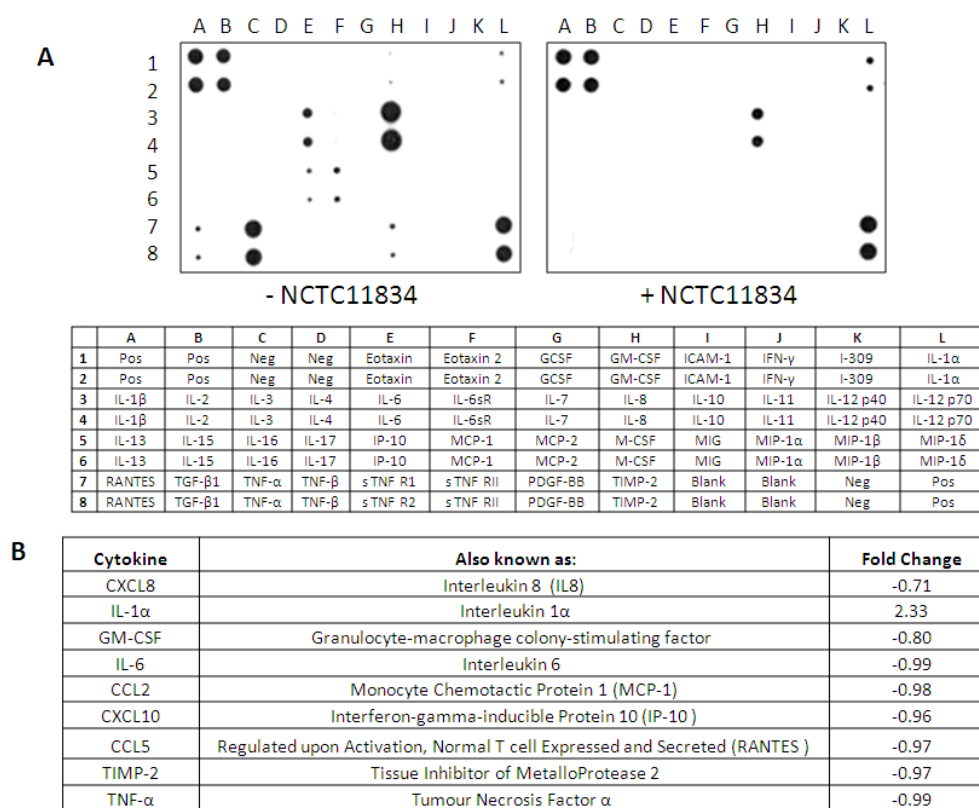 A B C D E F G H I J K L A B C D E F G H I J K L
A
1
2
3
4
5
6
7
8
- NCTC11834 + NCTC11834
A B C D E F G H I J K L
1 Pos Pos Neg Neg Eotaxin Eotaxin 2 GCSF GM-CSF ICAM-1 IFN-γ I-309 IL-1α
2 Pos Pos Neg Neg Eotaxin Eotaxin 2 GCSF GM-CSF ICAM-1 IFN-γ I-309 IL-1α
3 IL-1β IL-2 IL-3 IL-4 IL-6 IL-6sR IL-7 IL-8 IL-10 IL-11 IL-12 p40 IL-12 p70
4 IL-1β IL-2 IL-3 IL-4 IL-6 IL-6sR IL-7 IL-8 IL-10 IL-11 IL-12 p40 IL-12 p70
5 IL-13 IL-15 IL-16 IL-17 IP-10 MCP-1 MCP-2 M-CSF MIG MIP-1α MIP-1β MIP-1δ
6 IL-13 IL-15 IL-16 IL-17 IP-10 MCP-1 MCP-2 M-CSF MIG MIP-1α MIP-1β MIP-1δ
7 RANTES TGF-β1 TNF-α TNF-β sTNF R1 sTNF RII PDGF-BB TIMP-2 Blank Blank Neg Pos
8 RANTES TGF-β1 TNF-α TNF-β sTNF R2 sTNF RII PDGF-BB TIMP-2 Blank Blank Neg Pos
B
Cytokine Also known as: Fold Change
CXCL8 Interleukin 8 (IL8) -0.71
IL-1α Interleukin 1α 2.33
GM-CSF Granulocyte-macrophage colony-stimulating factor -0.80
IL-6 Interleukin 6 -0.99
CCL2 Monocyte Chemotactic Protein 1 (MCP-1) -0.98
CXCL10 Interferon-gamma-inducible Protein 10 (IP-10 ) -0.96
CCL5 Regulated upon Activation, Normal T cell Expressed and Secreted (RANTES ) -0.97
TIMP-2 Tissue Inhibitor of MetalloProtease 2 -0.97
TNF-α Tumour Necrosis Factor α -0.99